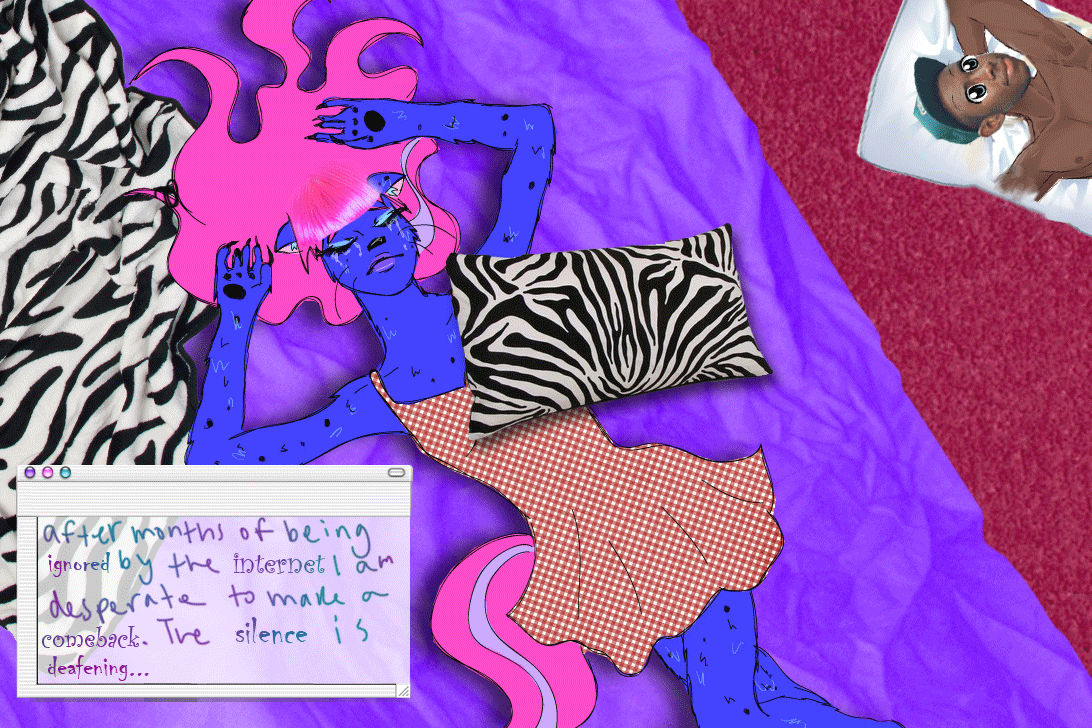 after months of being
ignored by the internet I am
desperate to make a
comeback. The silence is
deafening...